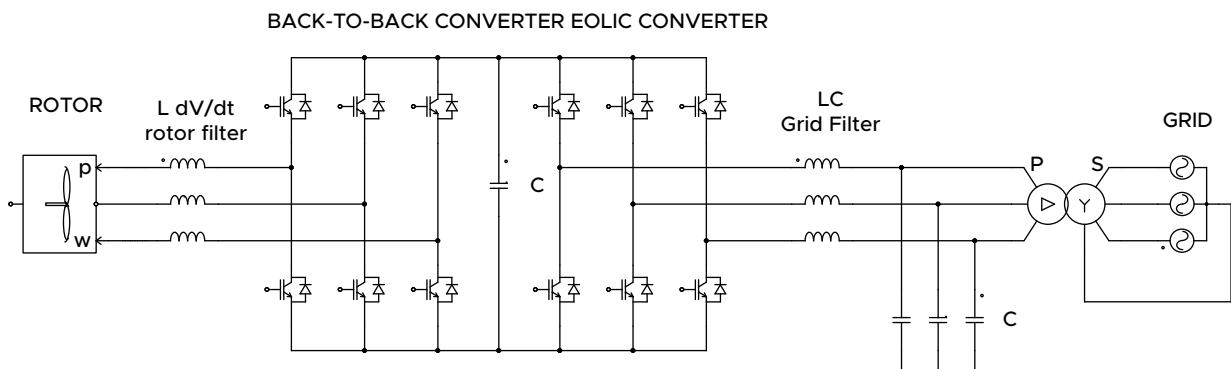 BACK-TO-BACK CONVERTER EOLIC CONVERTER
ROTOR
L dV/dt
rotor filter
LC
Grid Filter
GRID
p
w
C
P
S
Y
C